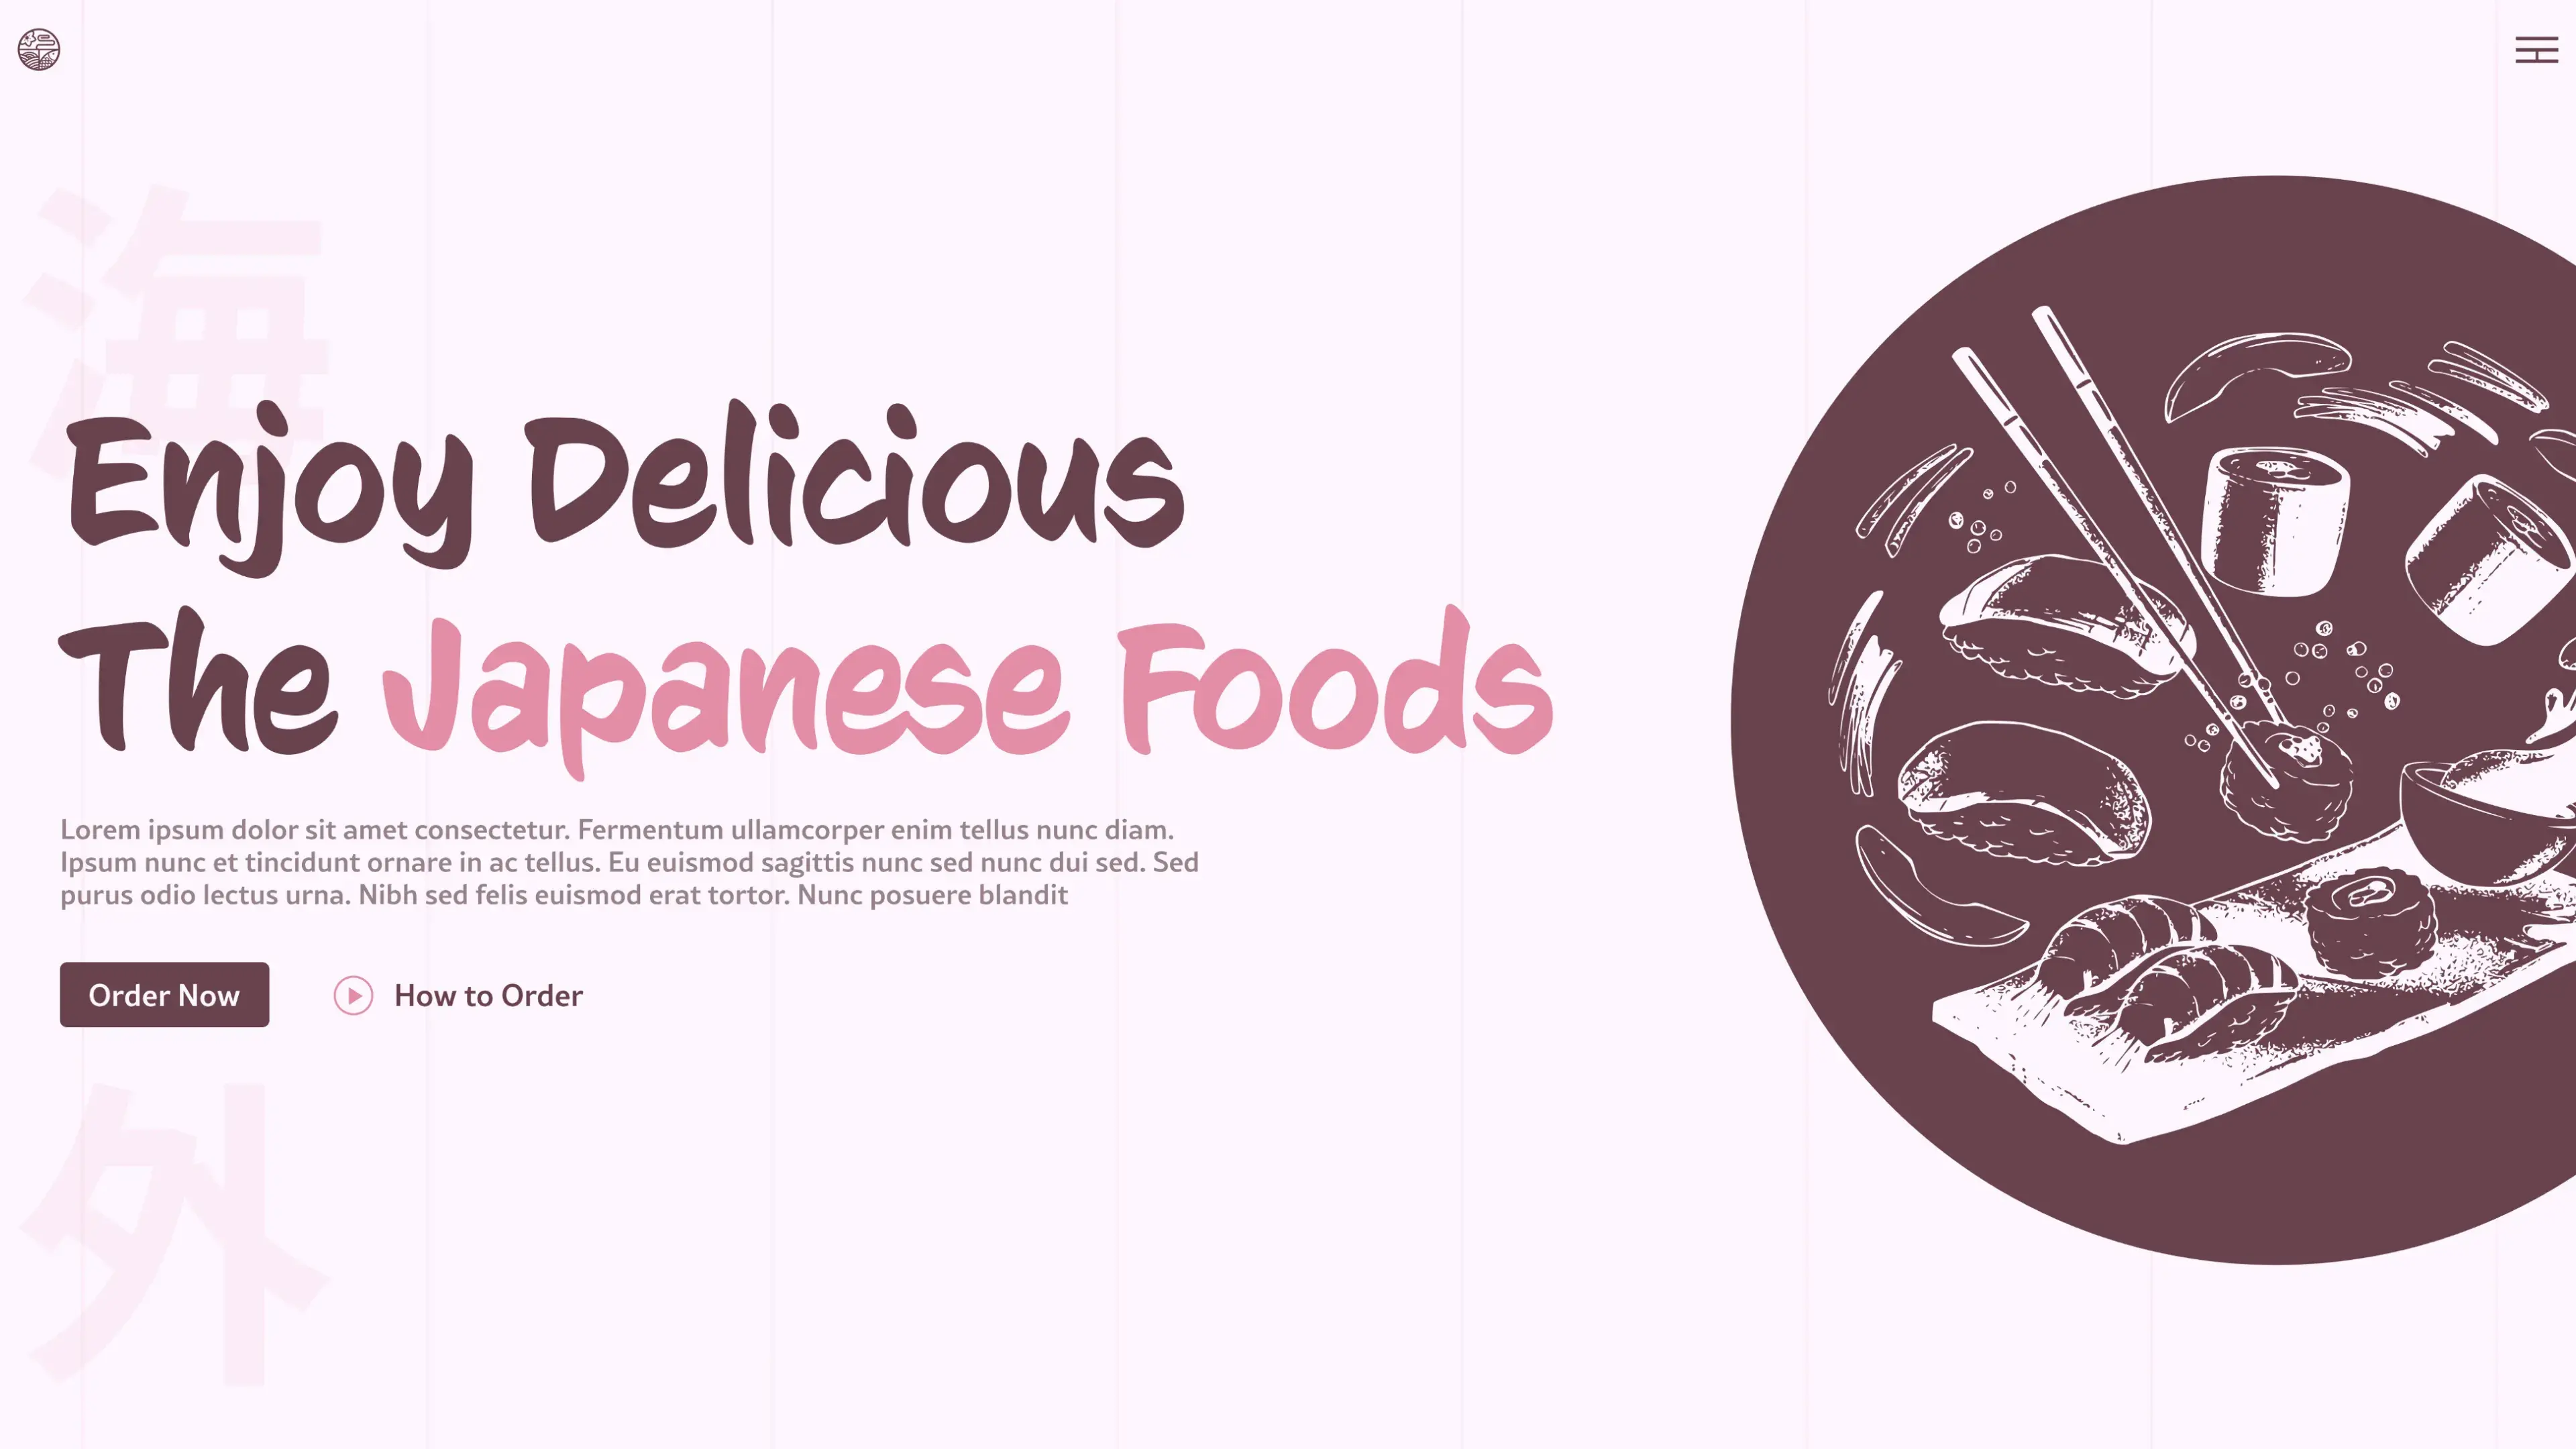 海
Enjoy Delicious
The Japanese Foods
Lorem ipsum dolor sit amet consectetur. Fermentum ullamcorper enim tellus nunc diam.
Ipsum nunc et tincidunt ornare in ac tellus. Eu euismod sagittis nunc sed nunc dui sed. Sed
purus odio lectus urna. Nibh sed felis euismod erat tortor. Nunc posuere blandit
Order Now
How to Order
外